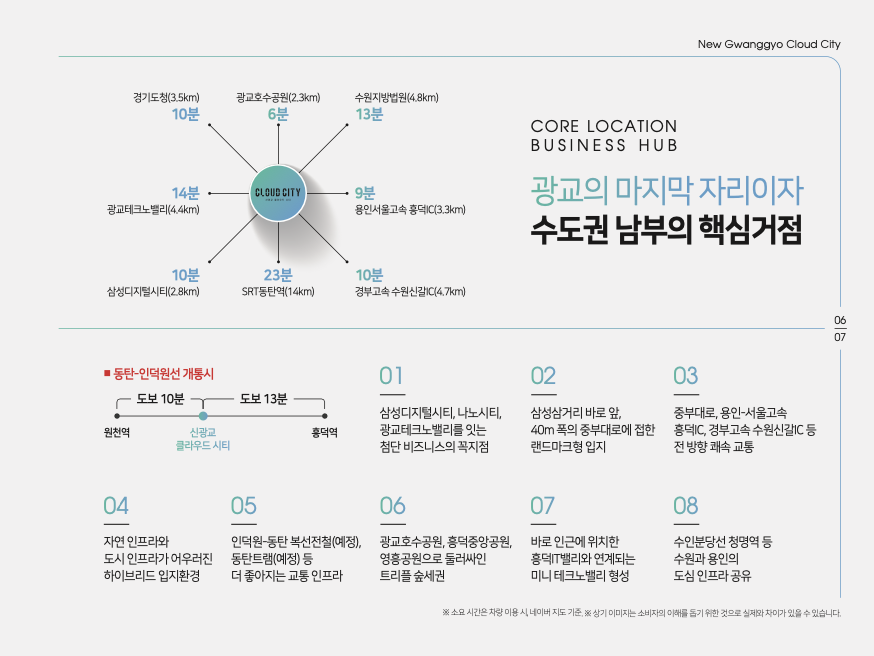 New Gwanggyo Cloud City
경기도청(3.5km)
10분
광교호수공원(2.3km)
6분
수원지방법원(4.8km)
13분
14분
광교테크노밸리(4.4km)
CLOUD CITY
9분
용인서울고속 흥덕IC(3.3km)
10분
삼성디지털시티(2.8km)
23분
SRT동탄역(14km)
10분
경부고속 수원신갈IC(4.7km)
CORE LOCATION
BUSINESS HUB
광교의 마지막 자리이자
수도권 남부의 핵심거점
06
07
■ 동탄-인덕원선 개통시
도보 10분
도보 13분
원천역
신광교
클라우드 시티
흥덕역
01
삼성디지털시티, 나노시티,
광교테크노밸리를 잇는
첨단 비즈니스의 꼭지점
02
삼성삼거리 바로 앞,
40m 폭의 중부대로에 접한
랜드마크형 입지
03
중부대로, 용인-서울고속
흥덕IC, 경부고속 수원신갈IC 등
전 방향 쾌속 교통
04
자연 인프라와
도시 인프라가 어우러진
하이브리드 입지환경
05
인덕원-동탄 복선전철(예정),
동탄트램(예정) 등
더 좋아지는 교통 인프라
06
광교호수공원, 흥덕중앙공원,
영흥공원으로 둘러싸인
트리플 숲세권
07
바로 인근에 위치한
흥덕IT밸리와 연계되는
미니 테크노밸리 형성
08
수인분당선 청명역 등
수원과 용인의
도심 인프라 공유
※ 소요 시간은 차량 이용 시, 네이버 지도 기준. ※ 상기 이미지는 소비자의 이해를 돕기 위한 것으로 실제와 차이가 있을 수 있습니다.